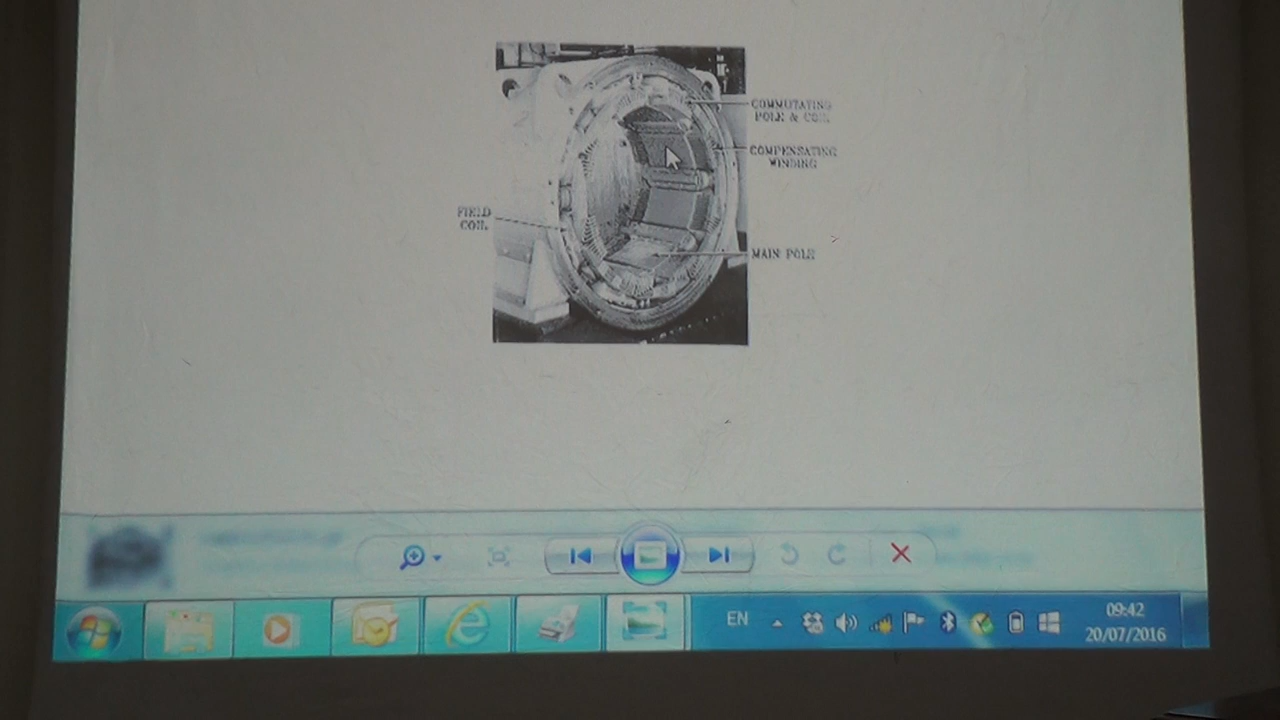 COMMUTATING
POLE & COIL
COMPENSATING
WINDING
FIELD
COIL
MAIN POLE
EN
09:42
20/07/2016